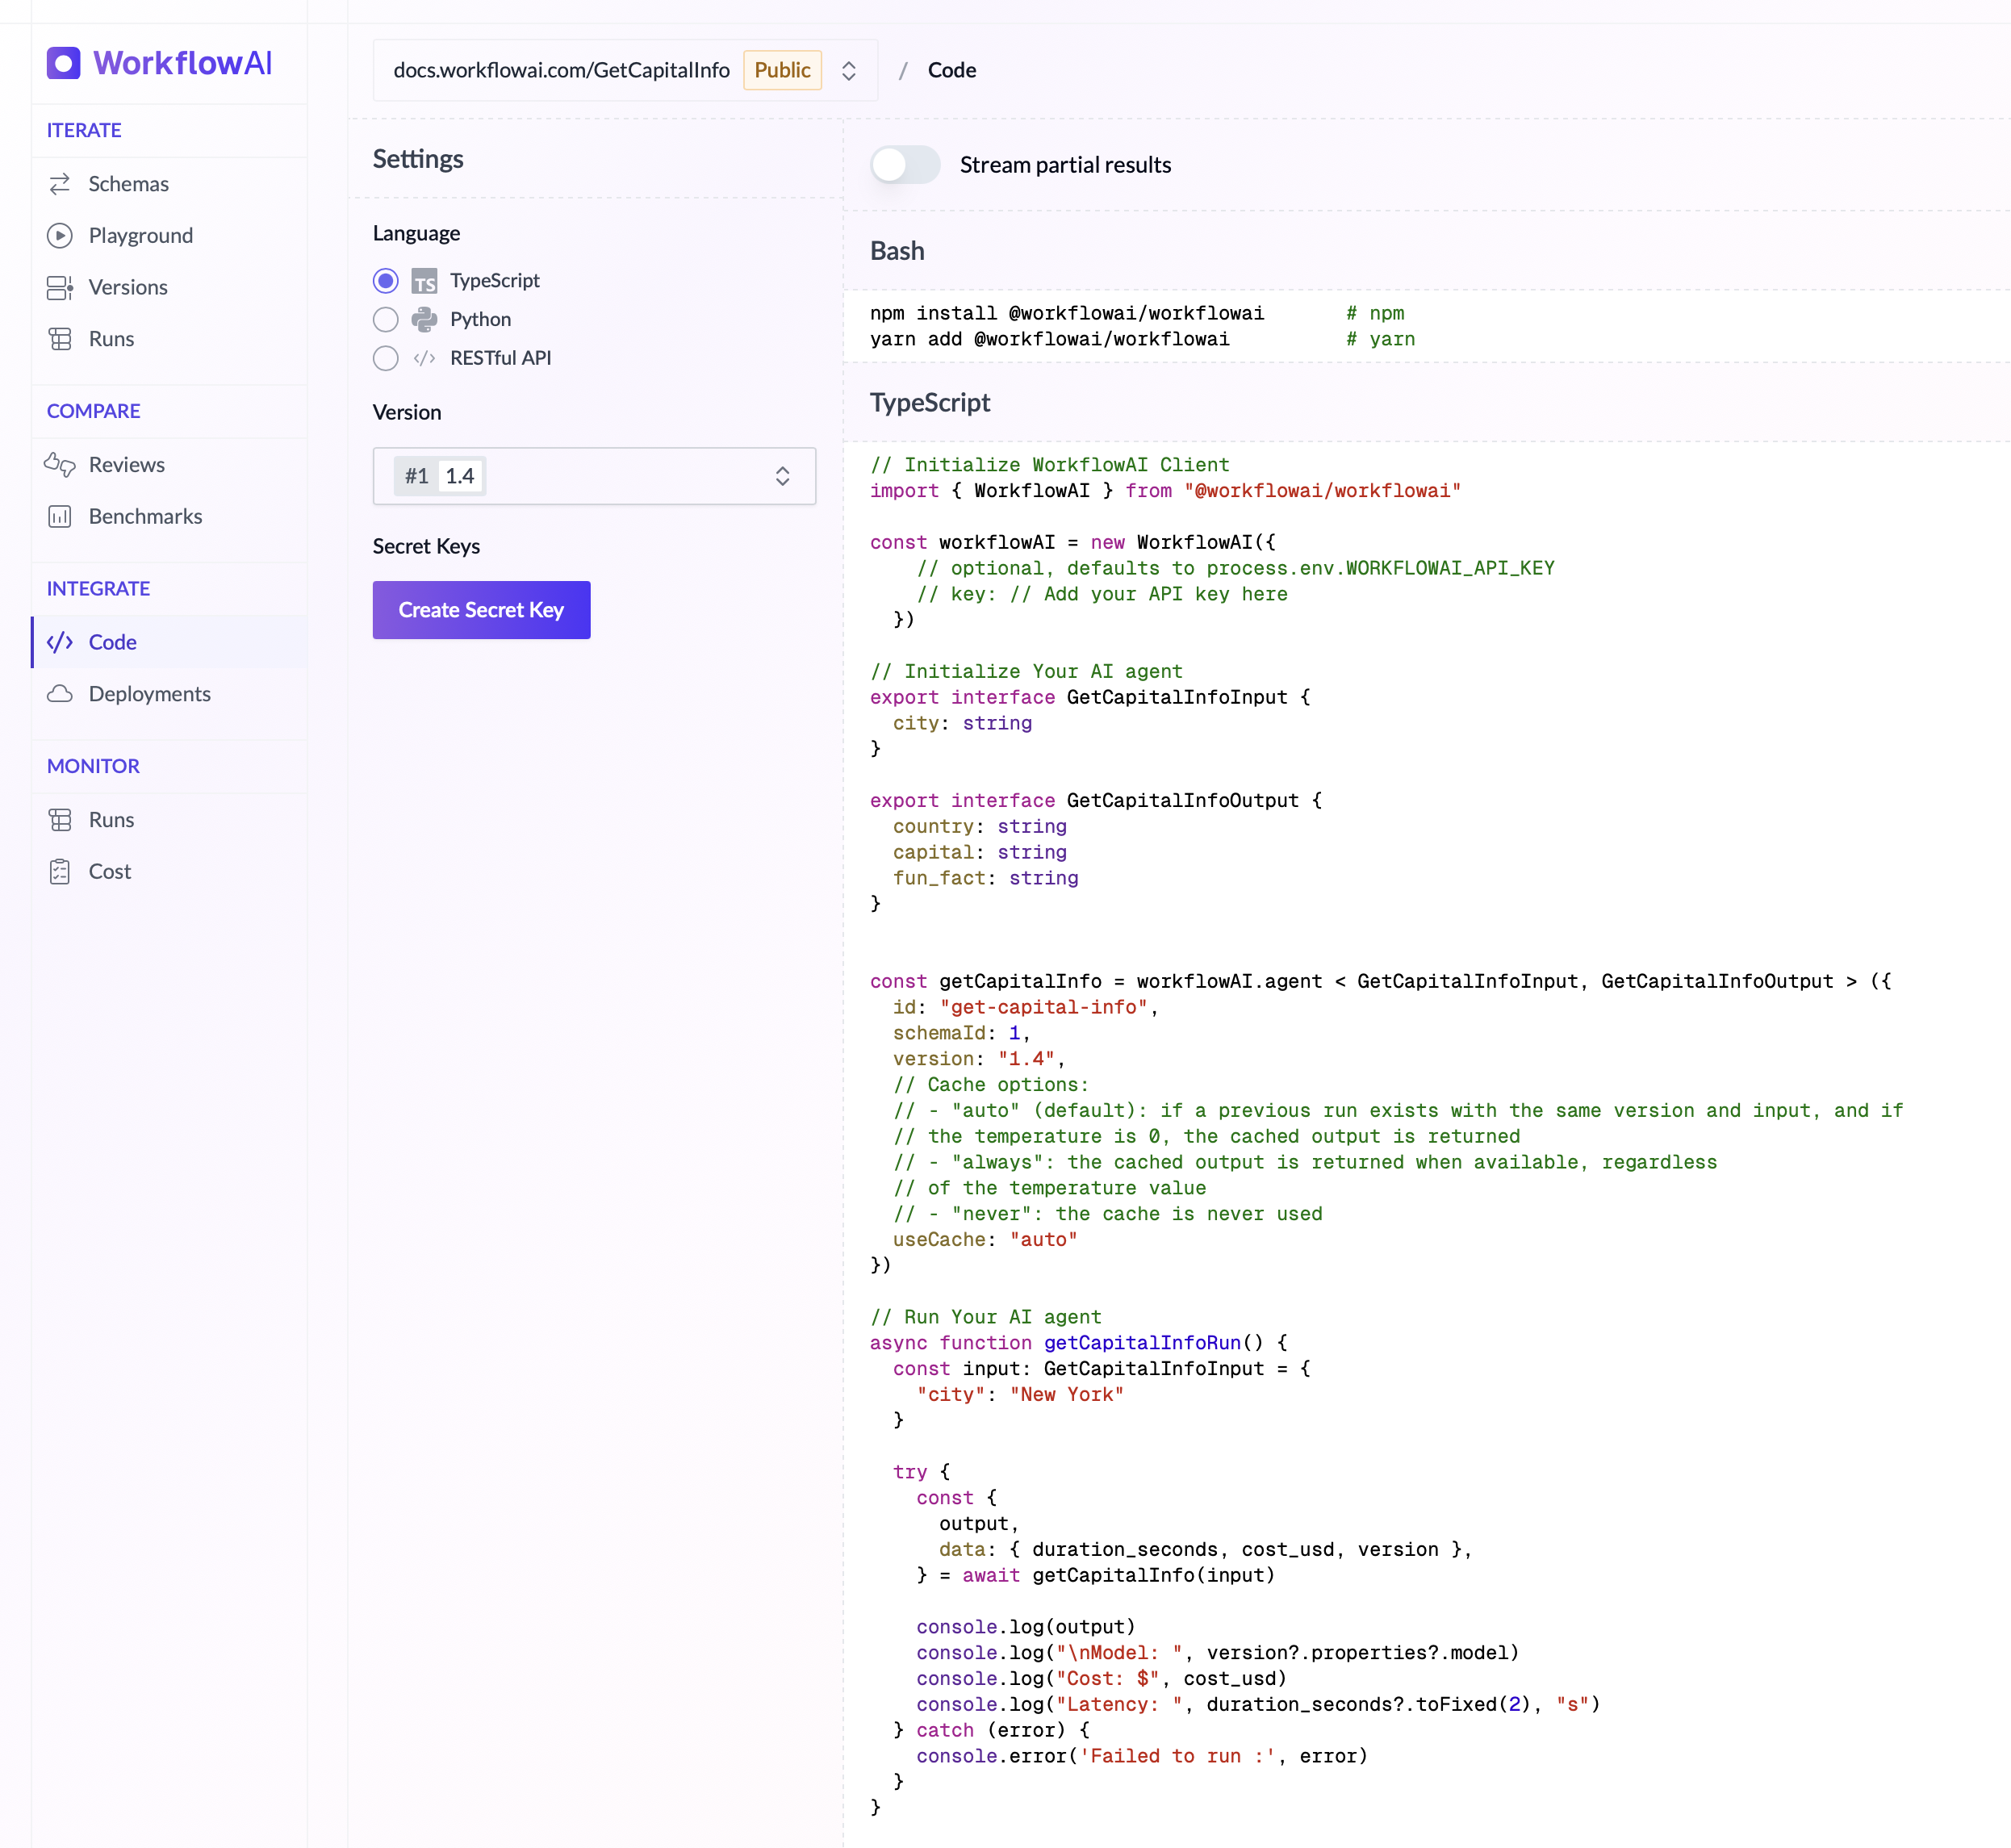 WorkflowAI
ITERATE
Schemas
Playground
Versions
Runs
COMPARE
Reviews
Benchmarks
INTEGRATE
Code
Deployments
MONITOR
Runs
Cost
docs.workflowai.com/GetCapitalInfo Public / Code
Settings
Language
TS TypeScript
Python
</> RESTful API
Version
#1 1.4
Secret Keys
Create Secret Key
Stream partial results
Bash
npm install @workflowai/workflowai # npm
yarn add @workflowai/workflowai # yarn
TypeScript
// Initialize WorkflowAI Client
import { WorkflowAI } from "@workflowai/workflowai"
const workflowAI = new WorkflowAI({
// optional, defaults to process.env.WORKFLOWAI_API_KEY
// key: // Add your API key here
})
// Initialize Your AI agent
export interface GetCapitalInfoInput {
city: string
}
export interface GetCapitalInfoOutput {
country: string
capital: string
fun_fact: string
}
const getCapitalInfo = workflowAI.agent < GetCapitalInfoInput, GetCapitalInfoOutput > ({
id: "get-capital-info",
schemaId: 1,
version: "1.4",
// Cache options:
// - "auto" (default): if a previous run exists with the same version and input, and if
// the temperature is 0, the cached output is returned
// - "always": the cached output is returned when available, regardless
// of the temperature value
// - "never": the cache is never used
useCache: "auto"
})
// Run Your AI agent
async function getCapitalInfoRun() {
const input: GetCapitalInfoInput = {
"city": "New York"
}
try {
const {
output,
data: { duration_seconds, cost_usd, version },
} = await getCapitalInfo(input)
console.log(output)
console.log("\nModel: ", version?.properties?.model)
console.log("Cost: $", cost_usd)
console.log("Latency: ", duration_seconds?.toFixed(2), "s")
} catch (error) {
console.error('Failed to run :', error)
}
}